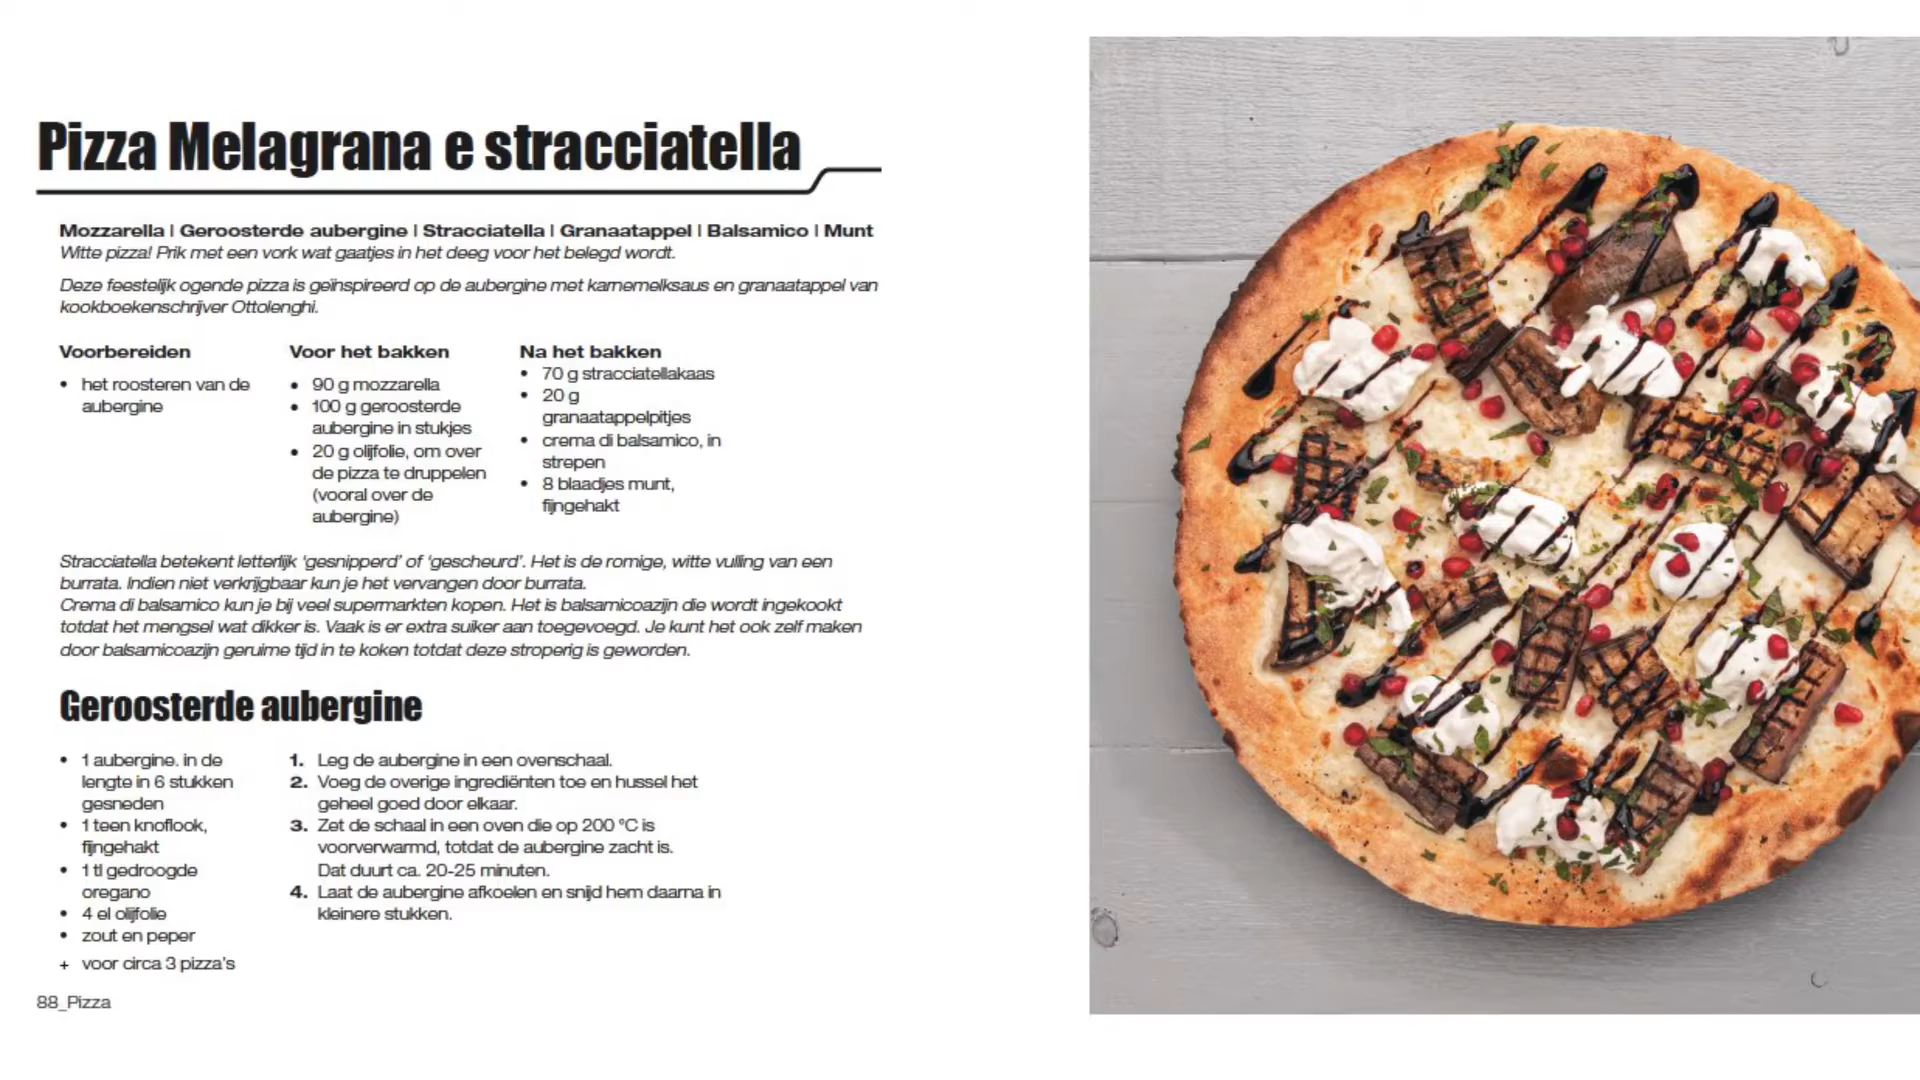 Pizza Melagrana e stracciatella
Mozzarella | Geroosterde aubergine | Stracciatella | Granaatappel | Balsamico | Munt
Witte pizza! Prik met een vork wat gaatjes in het deeg voor het belegd wordt.
Deze feestelijk ogende pizza is geïnspireerd op de aubergine met karnemelksaus en granaatappel van
kookboekenschrijver Ottolenghi.
Voorbereiden
• het roosteren van de
aubergine
Voor het bakken
• 90 g mozzarella
• 100 g geroosterde
aubergine in stukjes
• 20 g olijfolie, om over
de pizza te druppelen
(vooral over de
aubergine)
Na het bakken
• 70 g stracciatellakaas
• 20 g
granaatappelpitjes
• crema di balsamico, in
strepen
• 8 blaadjes munt,
fijngehakt
Stracciatella betekent letterlijk ‘gesnipperd’ of ‘gescheurd’. Het is de romige, witte vulling van een
burrata. Indien niet verkrijgbaar kun je het vervangen door burrata.
Crema di balsamico kun je bij veel supermarkten kopen. Het is balsamicoazijn die wordt ingekookt
totdat het mengsel wat dikker is. Vaak is er extra suiker aan toegevoegd. Je kunt het ook zelf maken
door balsamicoazijn geruime tijd in te koken totdat deze stroperig is geworden.
Geroosterde aubergine
• 1 aubergine. in de
lengte in 6 stukken
gesneden
• 1 teen knoflook,
fijngehakt
• 1 tl gedroogde
oregano
• 4 el olijfolie
• zout en peper
+ voor circa 3 pizza's
1. Leg de aubergine in een ovenschaal.
2. Voeg de overige ingrediënten toe en hussel het
geheel goed door elkaar.
3. Zet de schaal in een oven die op 200 °C is
voorverwarmd, totdat de aubergine zacht is.
Dat duurt ca. 20-25 minuten.
4. Laat de aubergine afkoelen en snijd hem daarna in
kleinere stukken.
88_Pizza